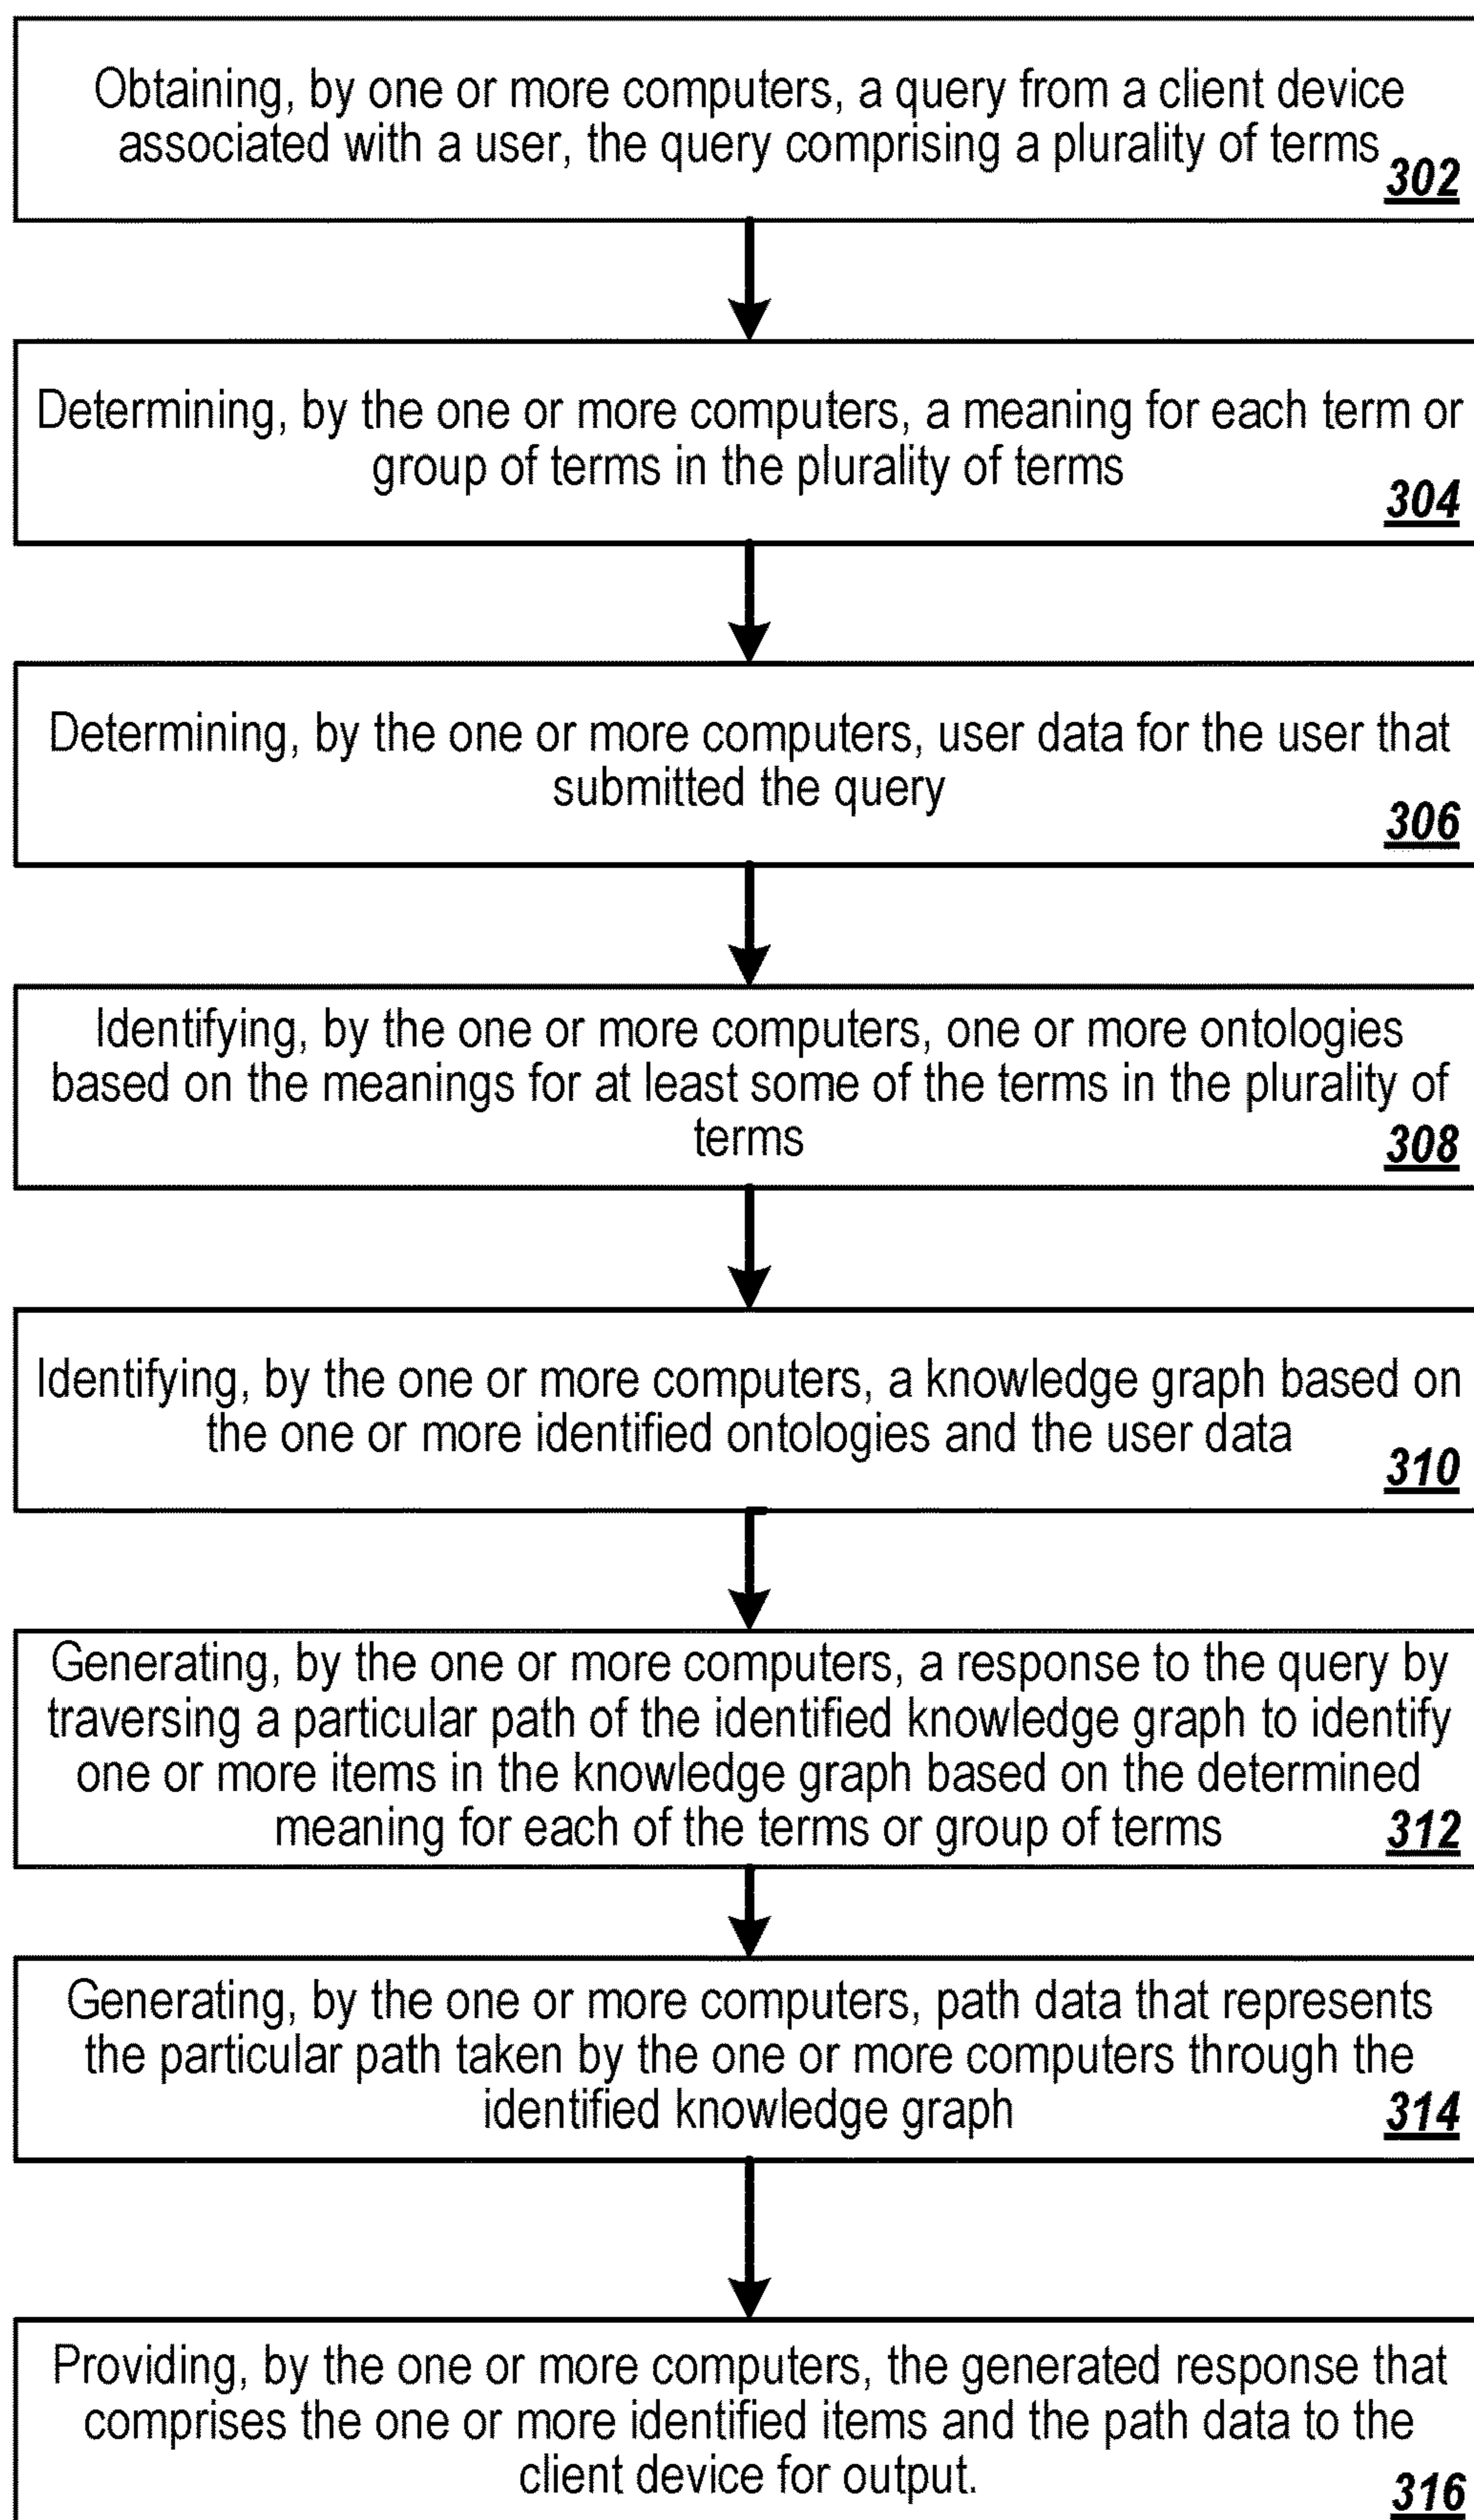 Obtaining, by one or more computers, a query from a client device
associated with a user, the query comprising a plurality of terms
302
Determining, by the one or more computers, a meaning for each term or
group of terms in the plurality of terms
304
Determining, by the one or more computers, user data for the user that
submitted the query
306
Identifying, by the one or more computers, one or more ontologies
based on the meanings for at least some of the terms in the plurality of
terms
308
Identifying, by the one or more computers, a knowledge graph based on
the one or more identified ontologies and the user data
310
Generating, by the one or more computers, a response to the query by
traversing a particular path of the identified knowledge graph to identify
one or more items in the knowledge graph based on the determined
meaning for each of the terms or group of terms
312
Generating, by the one or more computers, path data that represents
the particular path taken by the one or more computers through the
identified knowledge graph
314
Providing, by the one or more computers, the generated response that
comprises the one or more identified items and the path data to the
client device for output.
316